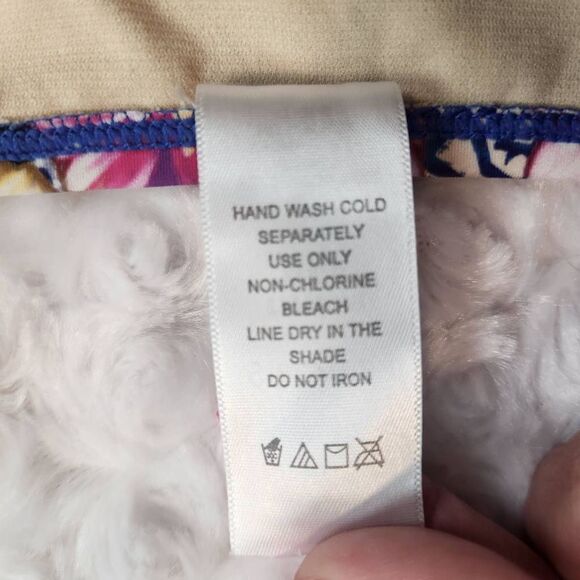 HAND WASH COLD
SEPARATELY
USE ONLY
NON-CHLORINE
BLEACH
LINE DRY IN THE
SHADE
DO NOT IRON